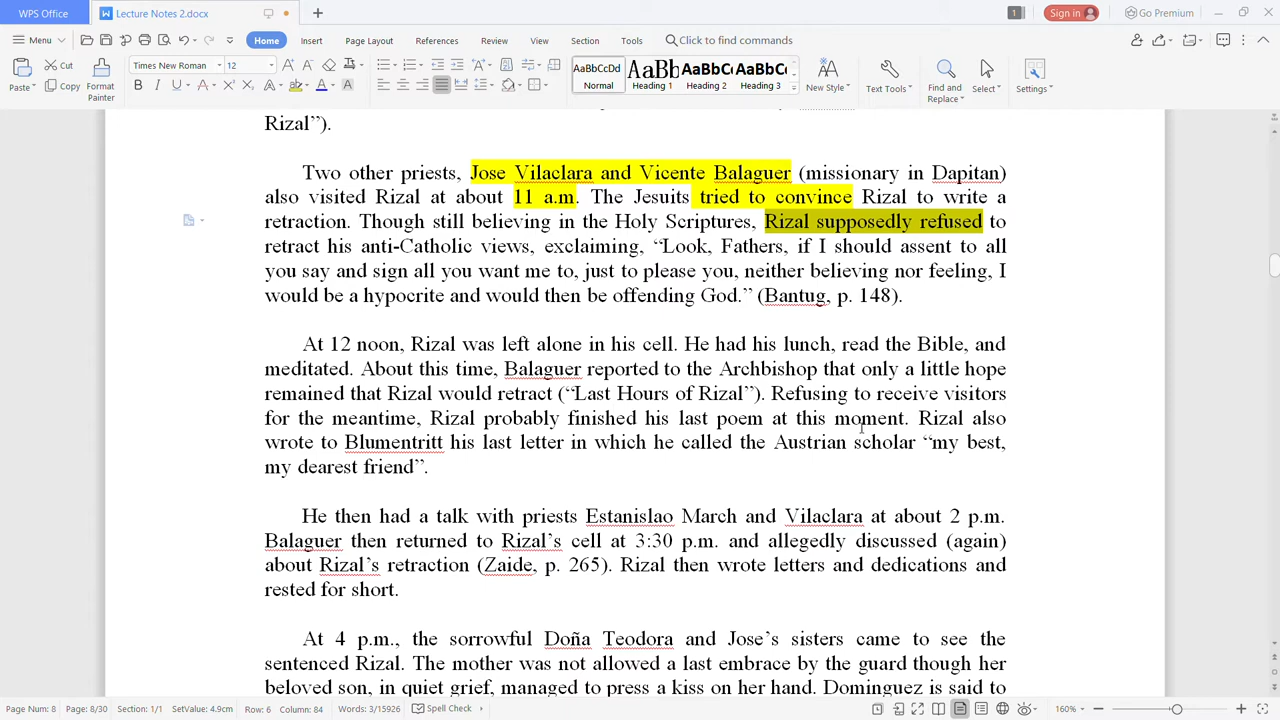 WPS Office
Lecture Notes 2.docx
+
1
Sign in
Go Premium
Menu
Home
Insert
Page Layout
References
Review
View
Section
Tools
Click to find commands
Paste
Cut
Copy
Format Painter
Times New Roman
12
AaBbCcDd
Normal
AaBb
Heading 1
AaBbC
Heading 2
AaBbC
Heading 3
New Style
Text Tools
Find and Replace
Select
Settings
Rizal”).
Two other priests, Jose Vilaclara and Vicente Balaguer (missionary in Dapitan)
also visited Rizal at about 11 a.m. The Jesuits tried to convince Rizal to write a
retraction. Though still believing in the Holy Scriptures, Rizal supposedly refused to
retract his anti-Catholic views, exclaiming, “Look, Fathers, if I should assent to all
you say and sign all you want me to, just to please you, neither believing nor feeling, I
would be a hypocrite and would then be offending God.” (Bantug, p. 148).
At 12 noon, Rizal was left alone in his cell. He had his lunch, read the Bible, and
meditated. About this time, Balaguer reported to the Archbishop that only a little hope
remained that Rizal would retract (“Last Hours of Rizal”). Refusing to receive visitors
for the meantime, Rizal probably finished his last poem at this moment. Rizal also
wrote to Blumentritt his last letter in which he called the Austrian scholar “my best,
my dearest friend”.
He then had a talk with priests Estanislao March and Vilaclara at about 2 p.m.
Balaguer then returned to Rizal’s cell at 3:30 p.m. and allegedly discussed (again)
about Rizal’s retraction (Zaide, p. 265). Rizal then wrote letters and dedications and
rested for short.
At 4 p.m., the sorrowful Doña Teodora and Jose’s sisters came to see the
sentenced Rizal. The mother was not allowed a last embrace by the guard though her
beloved son, in quiet grief, managed to press a kiss on her hand. Dominguez is said to
Page Num: 8
Page: 8/30
Section: 1/1
SetValue: 4.9cm
Row: 6
Column: 84
Words: 3/15926
Spell Check
160%